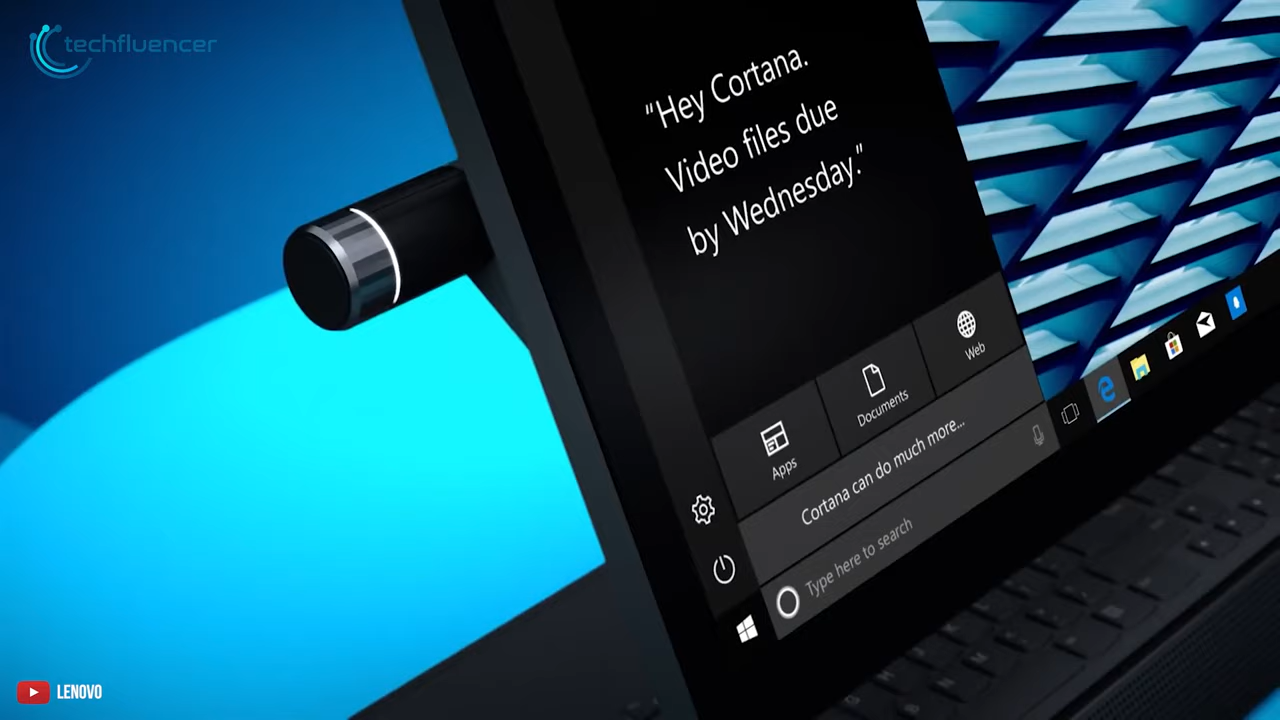 techfluencer
"Hey Cortana.
Video files due
by Wednesday."
Web
Documents
Apps
Cortana can do much more...
Type here to search
LENOVO